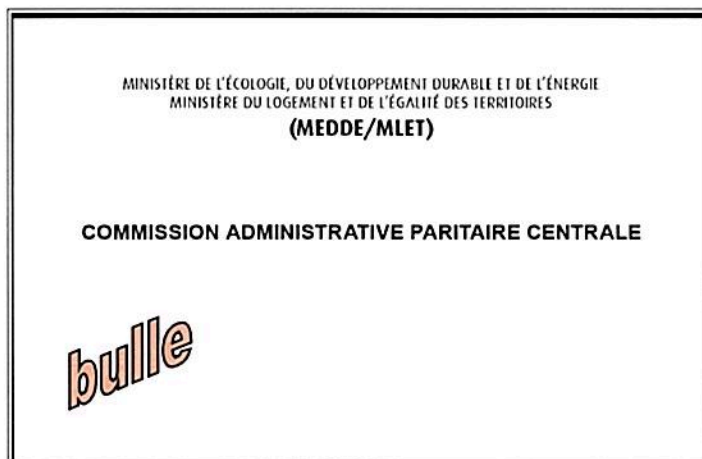 MINISTÈRE DE L'ÉCOLOGIE, DU DÉVELOPPEMENT DURABLE ET DE L'ÉNERGIE
MINISTÈRE DU LOGEMENT ET DE L'ÉGALITÉ DES TERRITOIRES
(MEDDE/MLET)
COMMISSION ADMINISTRATIVE PARITAIRE CENTRALE
bulle